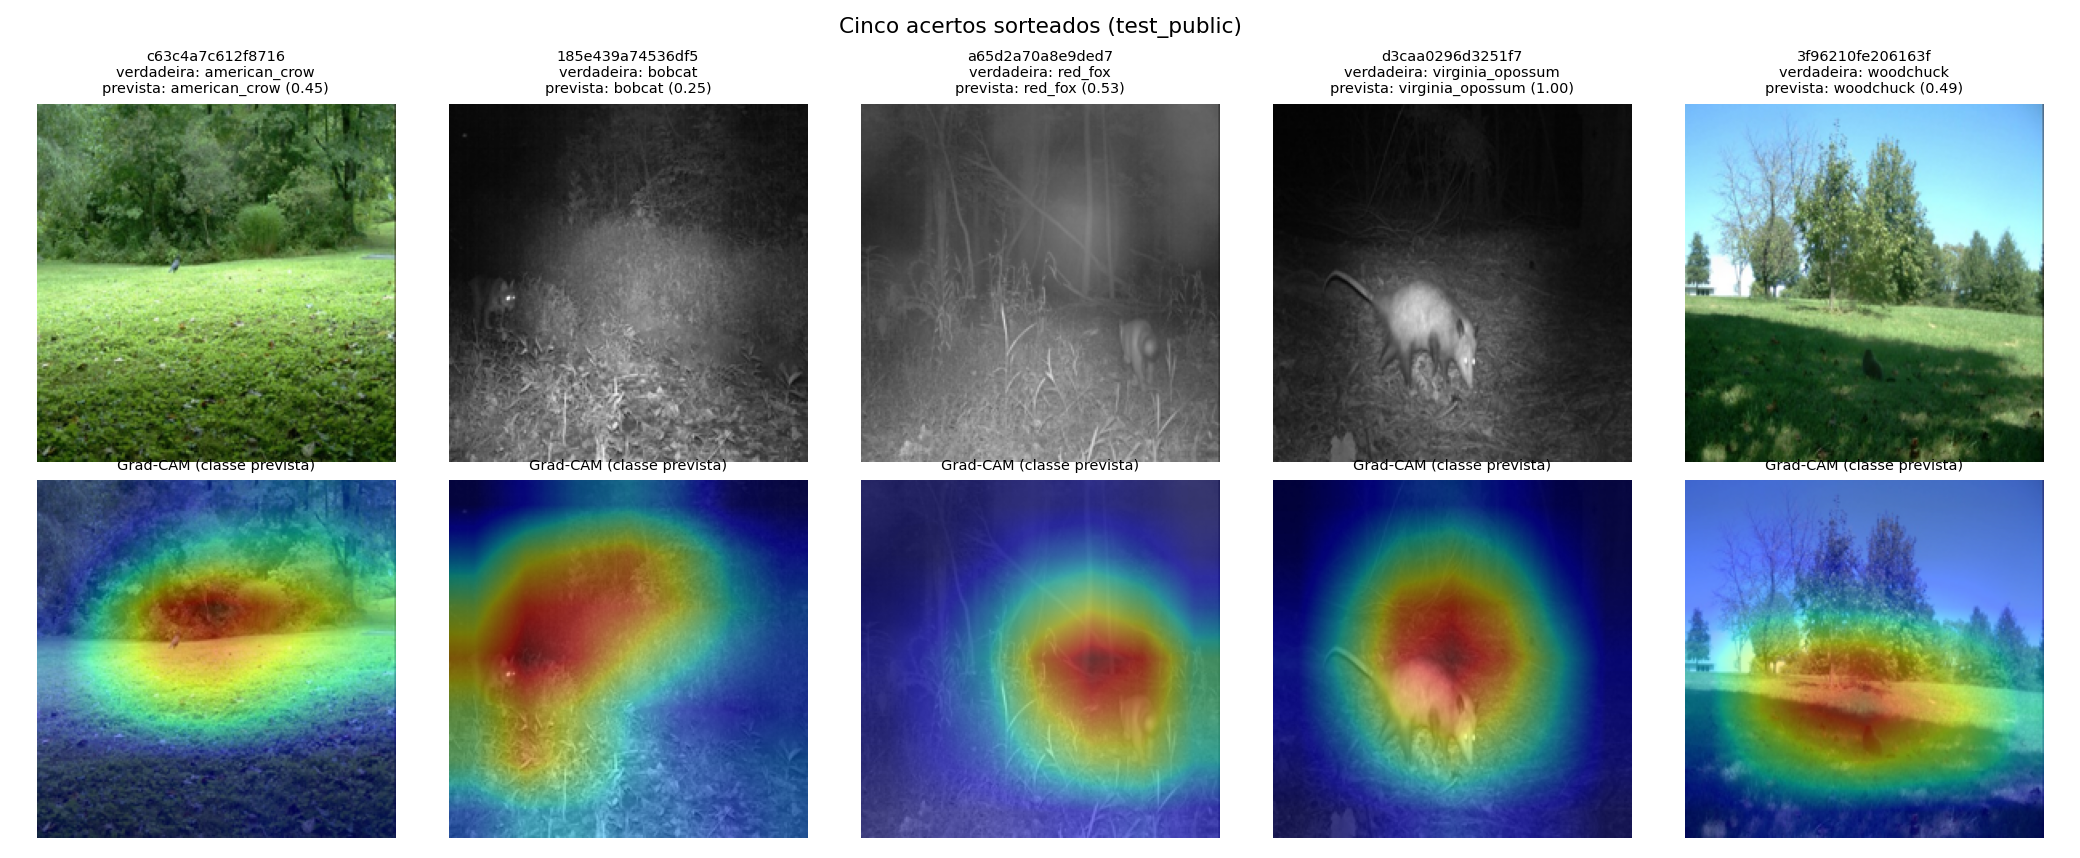 Cinco acertos sorteados (test_public)
c63c4a7c612f8716
verdadeira: american_crow
prevista: american_crow (0.45)
185e439a74536df5
verdadeira: bobcat
prevista: bobcat (0.25)
a65d2a70a8e9ded7
verdadeira: red_fox
prevista: red_fox (0.53)
d3caa0296d3251f7
verdadeira: virginia_opossum
prevista: virginia_opossum (1.00)
3f96210fe206163f
verdadeira: woodchuck
prevista: woodchuck (0.49)
Grad-CAM (classe prevista)
Grad-CAM (classe prevista)
Grad-CAM (classe prevista)
Grad-CAM (classe prevista)
Grad-CAM (classe prevista)